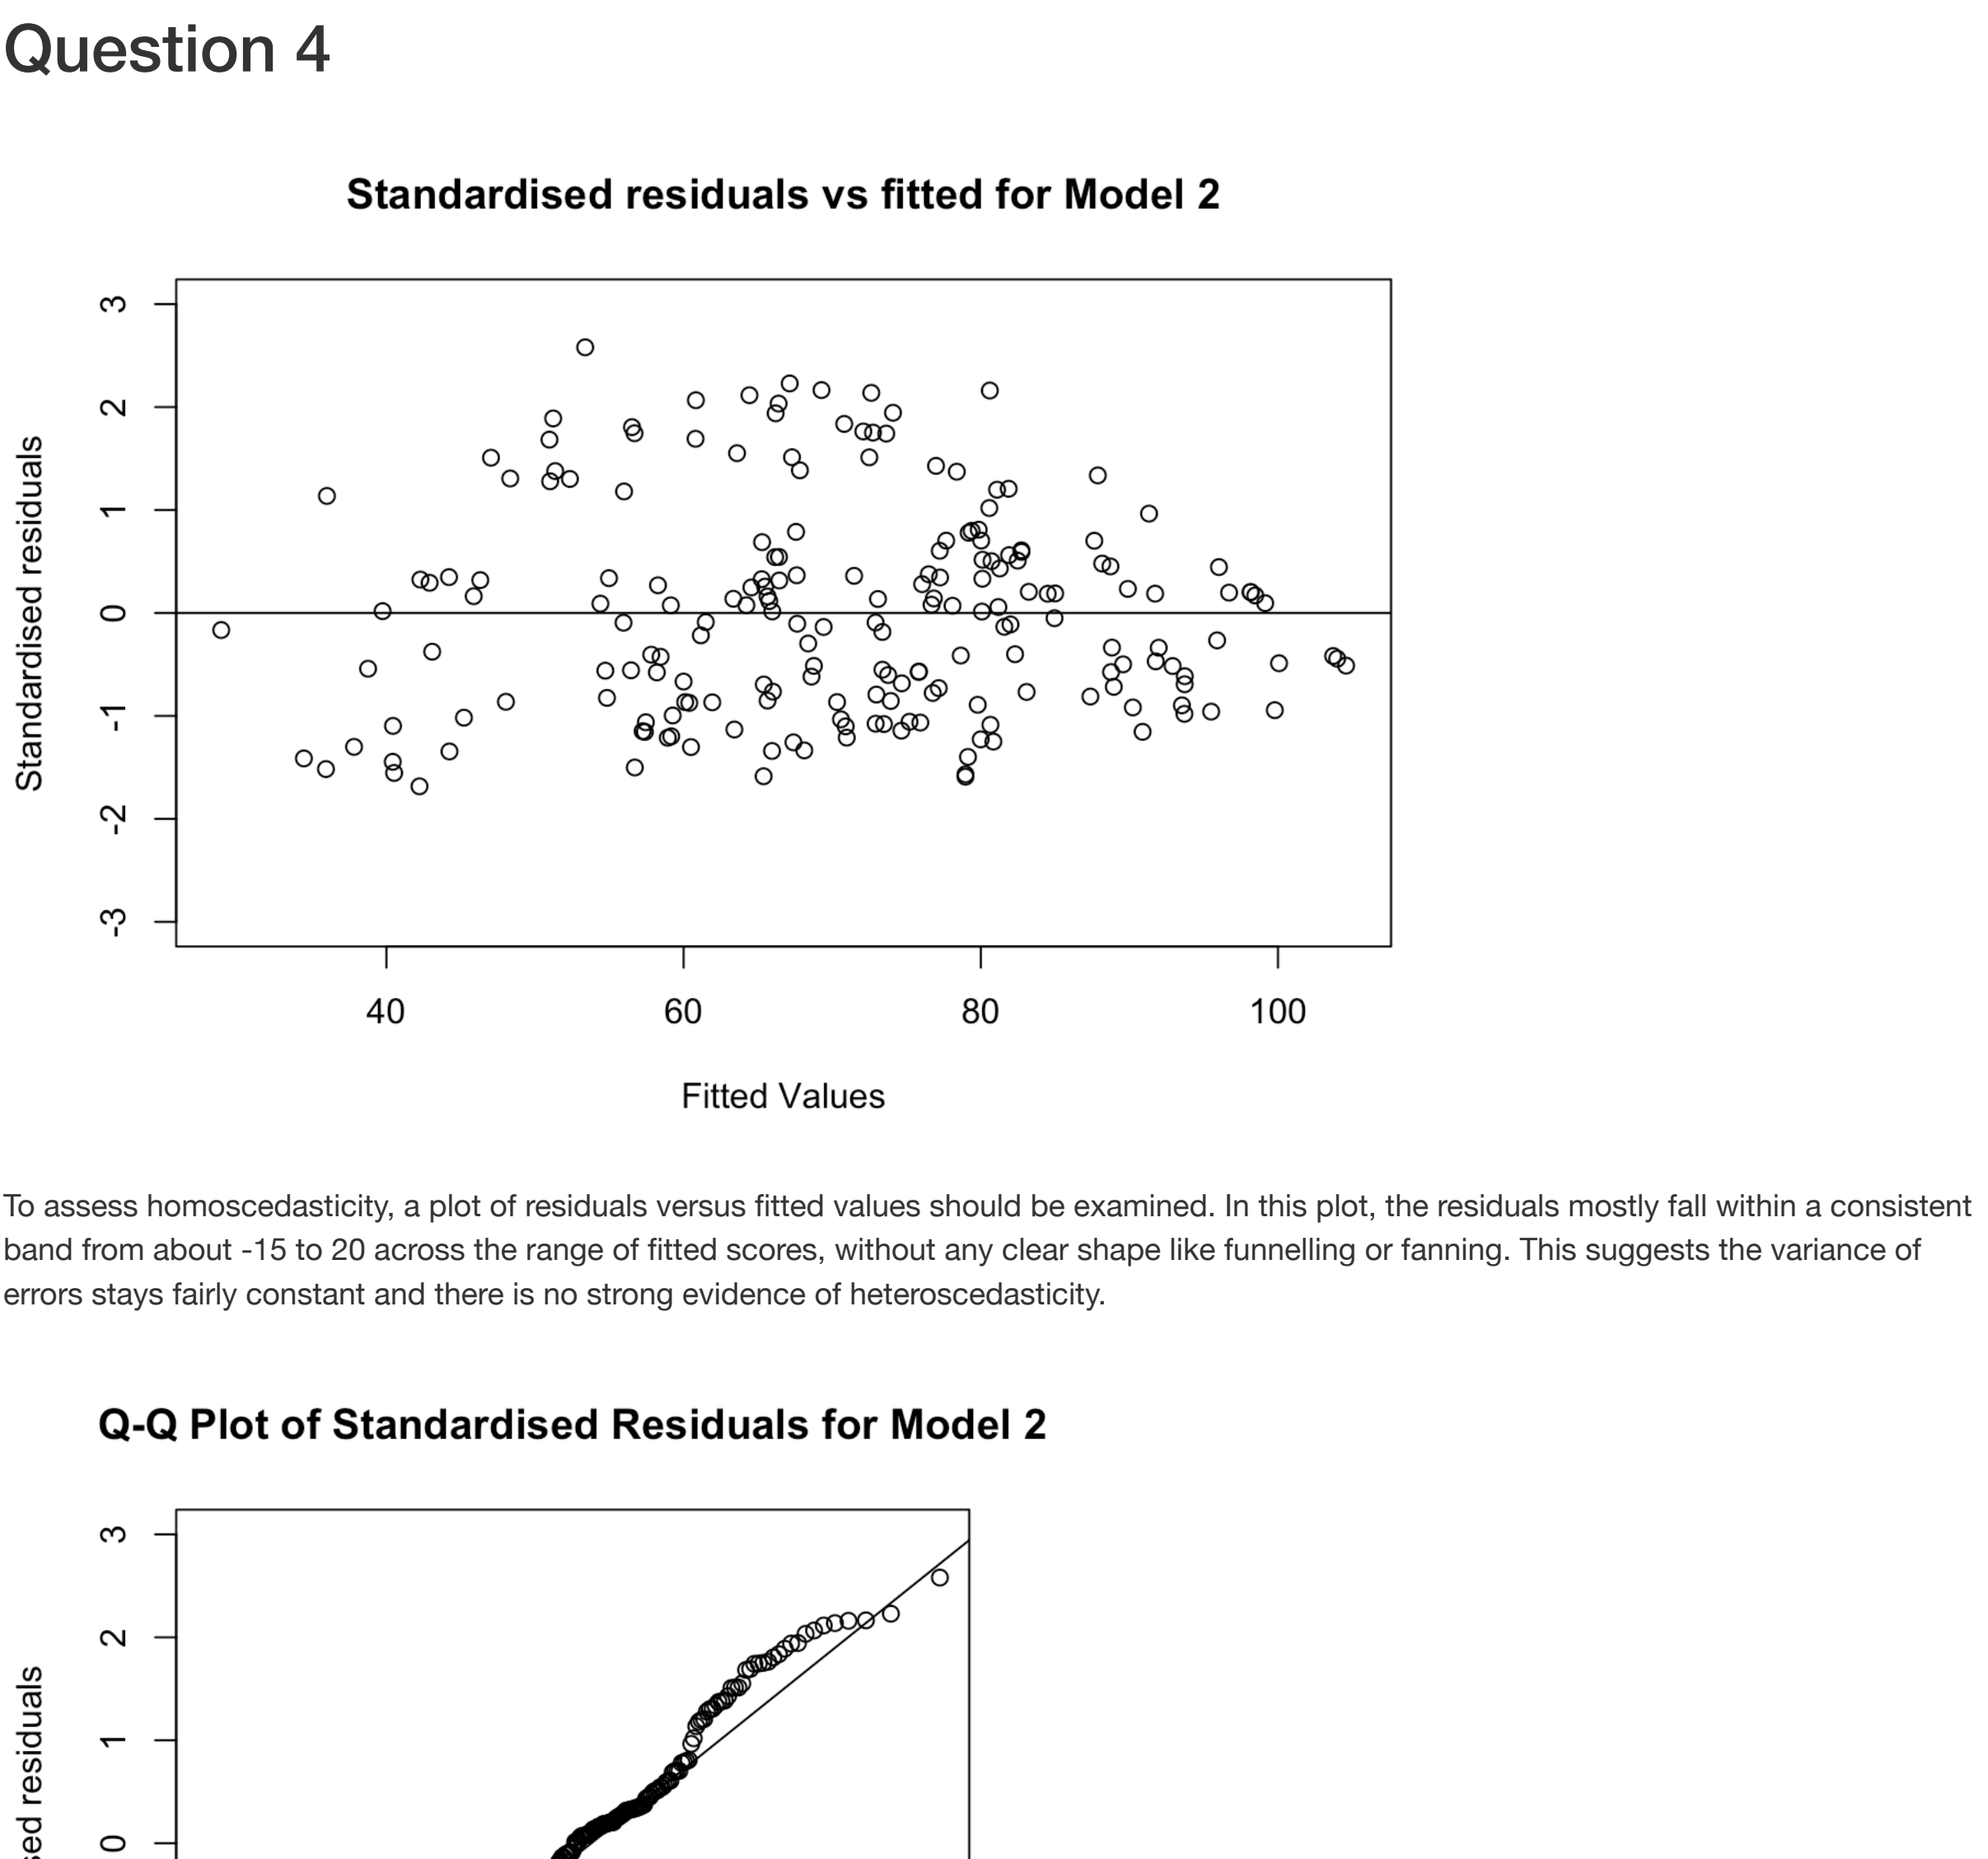 Question 4
Standardised residuals vs fitted for Model 2
Standardised residuals
3
2
1
0
-1
-2
-3
40 60 80 100
Fitted Values
To assess homoscedasticity, a plot of residuals versus fitted values should be examined. In this plot, the residuals mostly fall within a consistent
band from about -15 to 20 across the range of fitted scores, without any clear shape like funnelling or fanning. This suggests the variance of
errors stays fairly constant and there is no strong evidence of heteroscedasticity.
Q-Q Plot of Standardised Residuals for Model 2
residuals
3
2
1
0